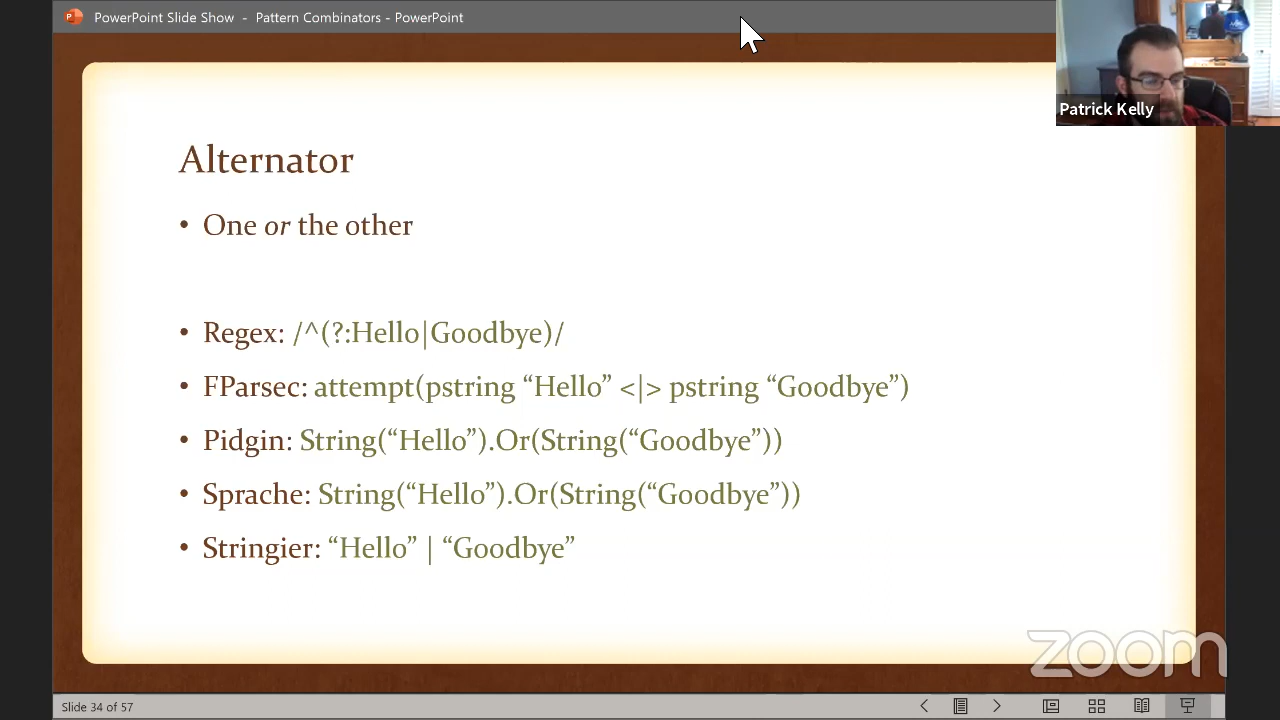 PowerPoint Slide Show - Pattern Combinators - PowerPoint
Patrick Kelly
Alternator
• One or the other
• Regex: /^(?:Hello|Goodbye)/
• FParsec: attempt(pstring “Hello” <|> pstring “Goodbye”)
• Pidgin: String(“Hello”).Or(String(“Goodbye”))
• Sprache: String(“Hello”).Or(String(“Goodbye”))
• Stringier: “Hello” | “Goodbye”
zoom
Slide 34 of 57